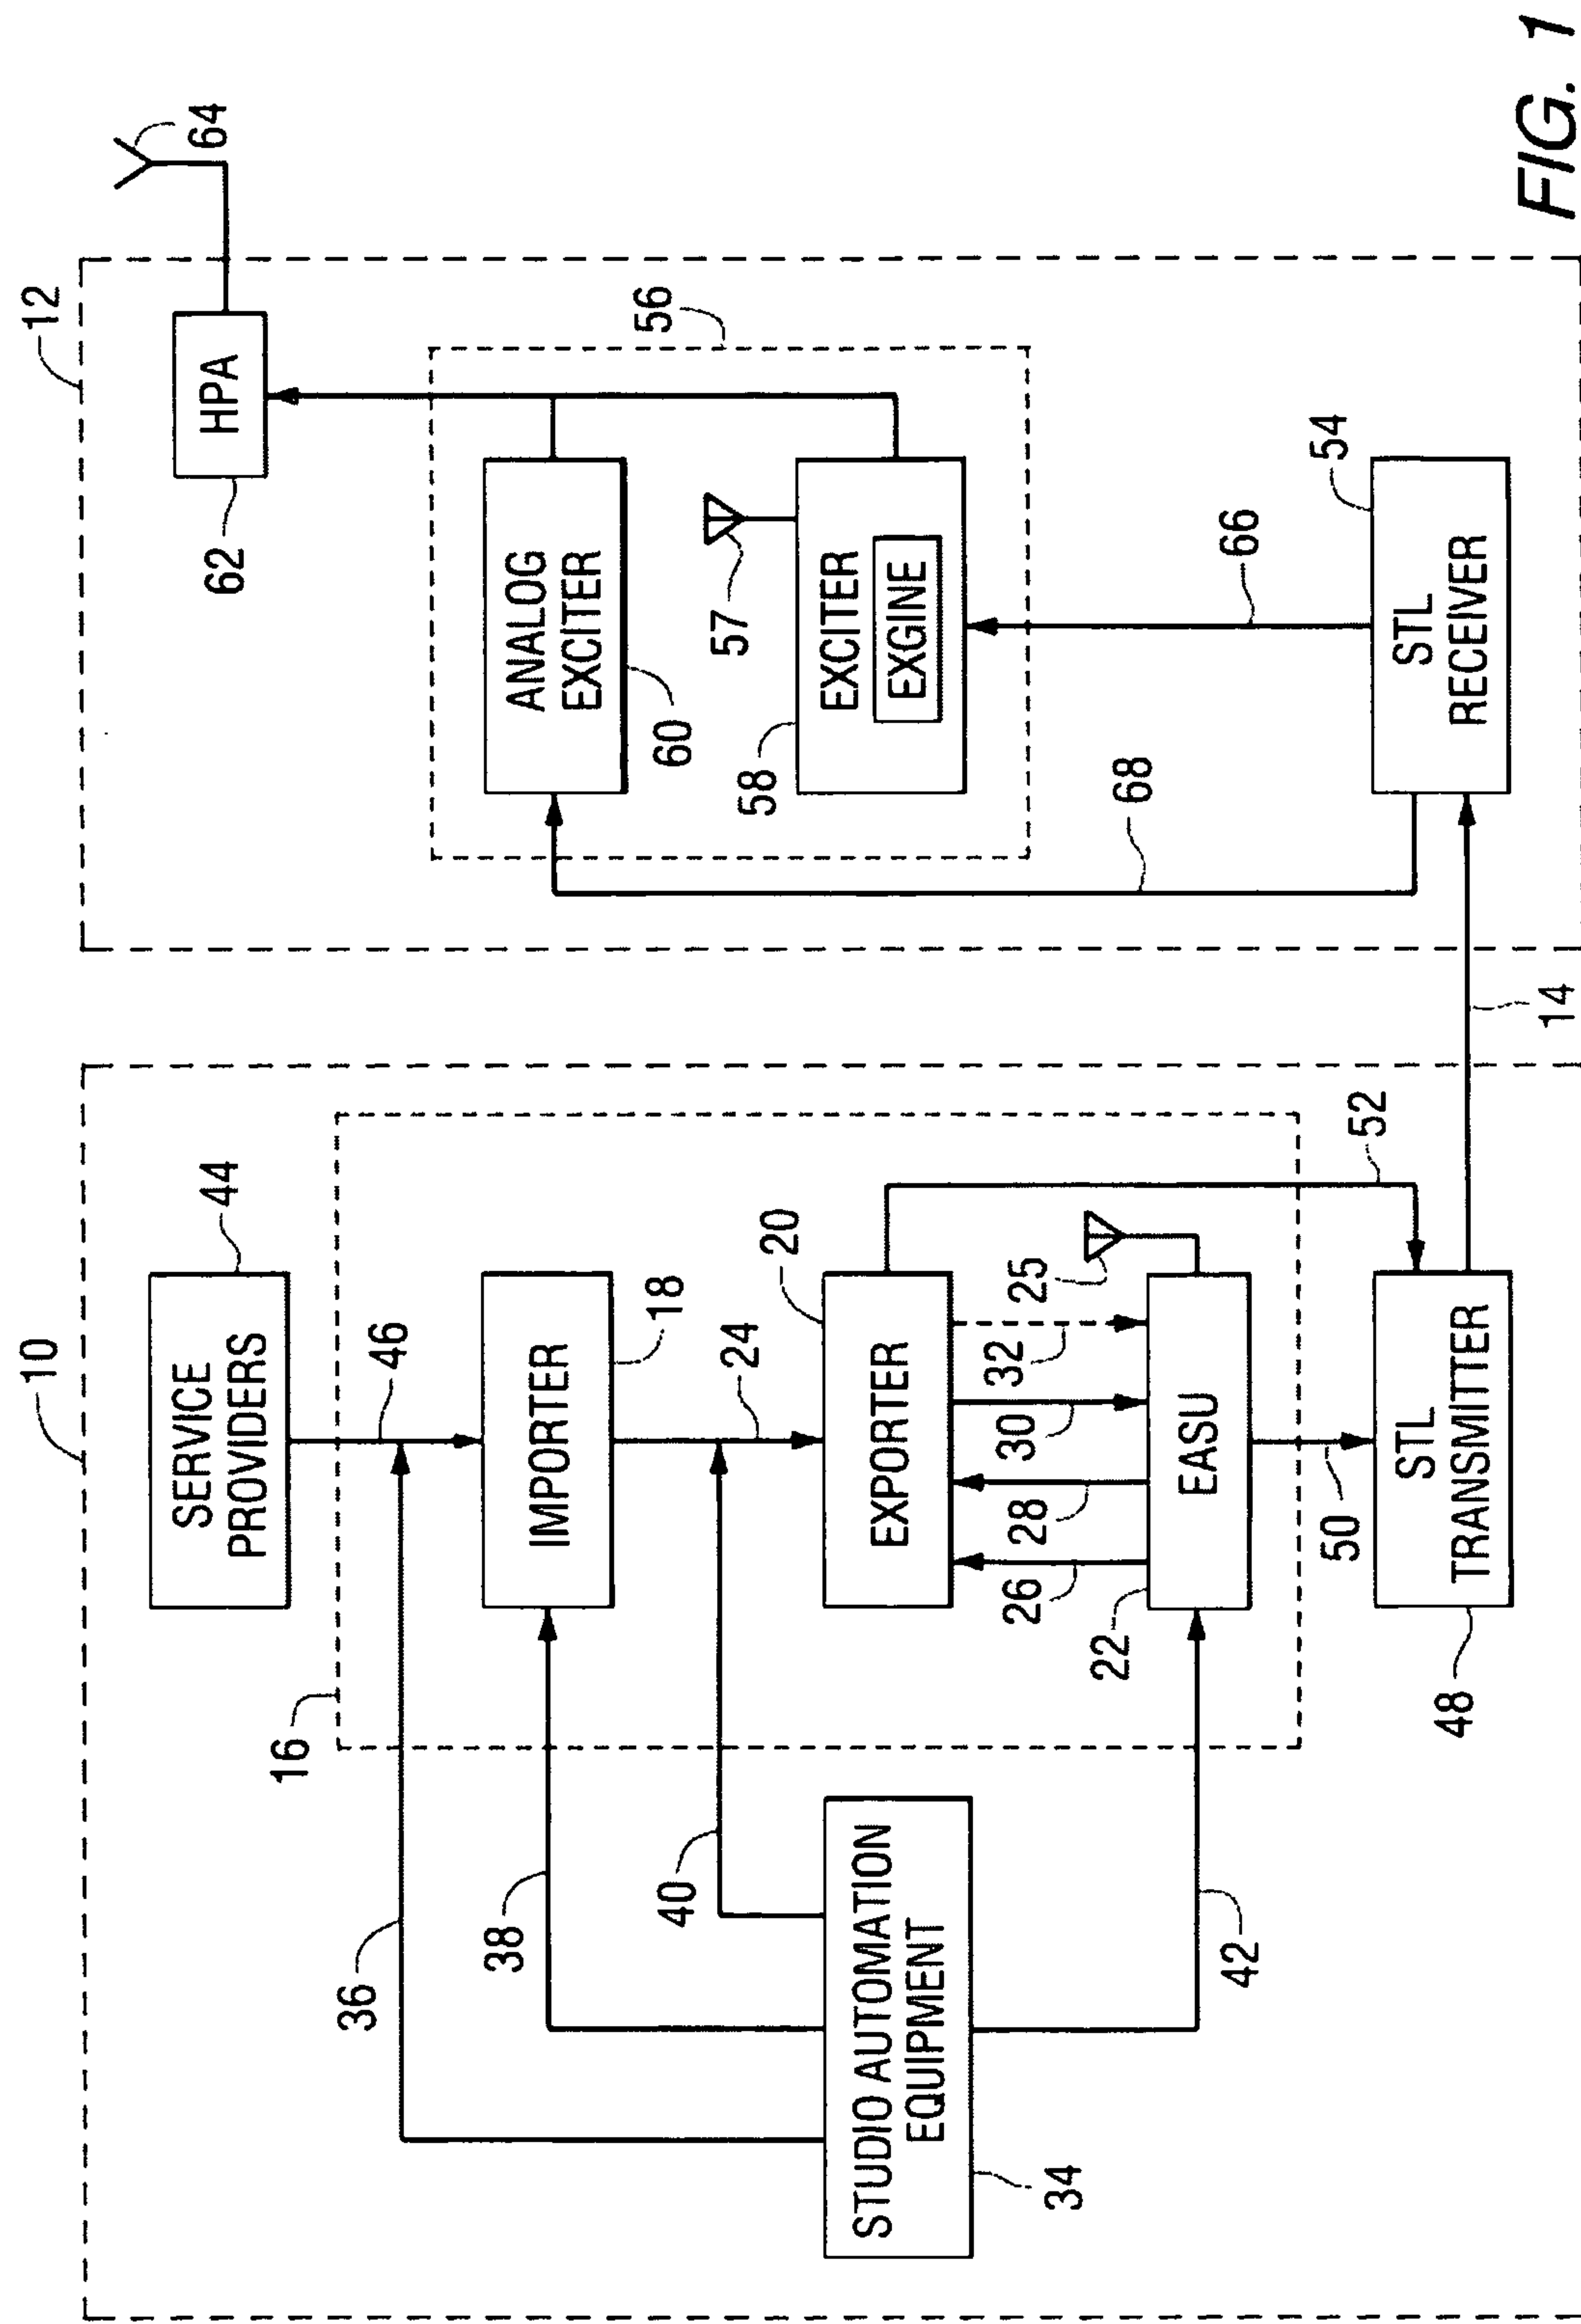 10
12
44
SERVICE
PROVIDERS
HPA
64
62
46
36
16
56
IMPORTER
18
38
ANALOG
EXCITER
60
24
40
57
20
EXPORTER
58
EXCITER
EXGINE
STUDIO AUTOMATION
EQUIPMENT
34
26
28
30
32
25
22
EASU
42
68
66
50
52
48
STL
TRANSMITTER
54
STL
RECEIVER
14
FIG. 1